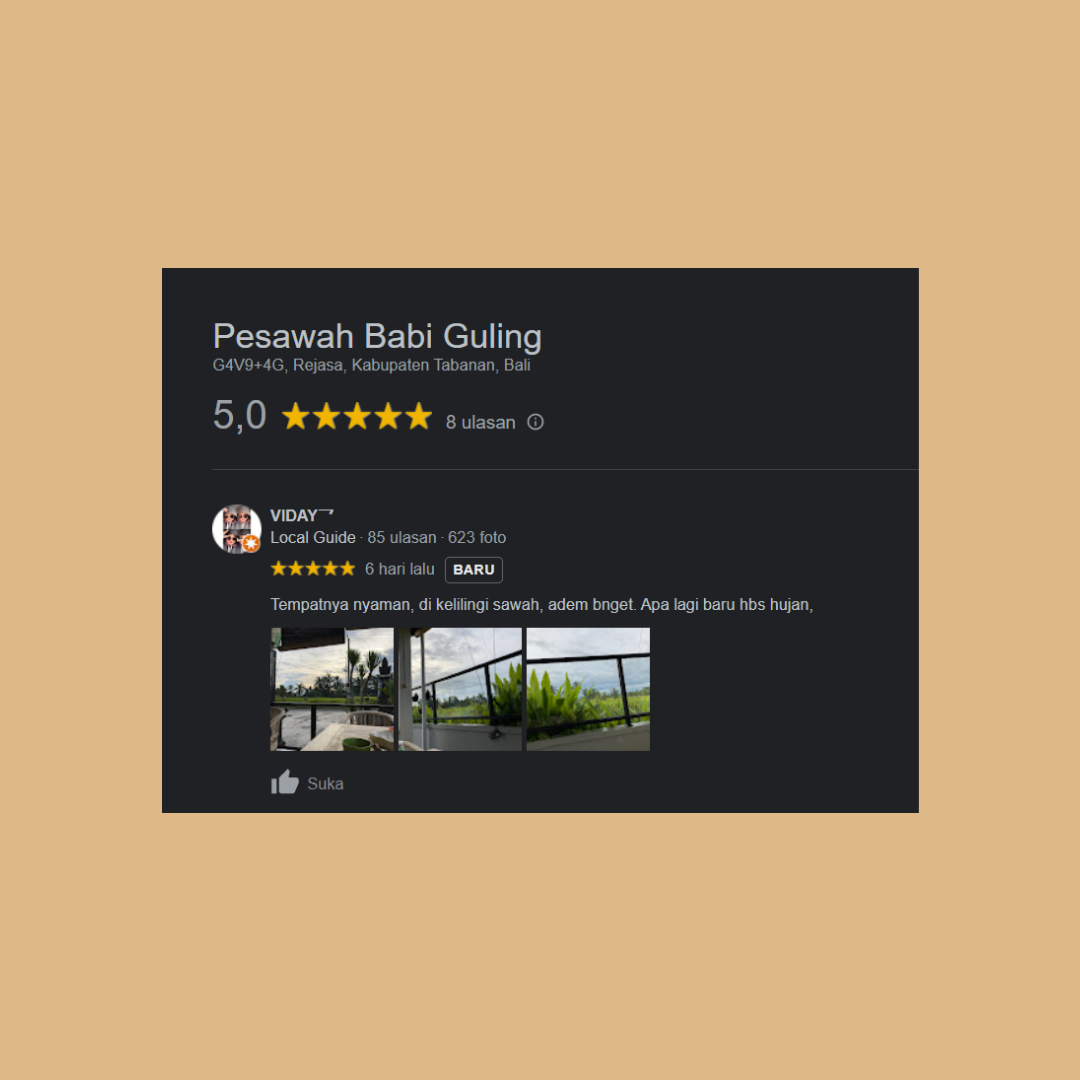 Pesawah Babi Guling
G4V9+4G, Rejasa, Kabupaten Tabanan, Bali
5,0 8 ulasan
VIDAY
Local Guide · 85 ulasan · 623 foto
6 hari lalu BARU
Tempatnya nyaman, di kelilingi sawah, adem bnget. Apa lagi baru hbs hujan,
Suka